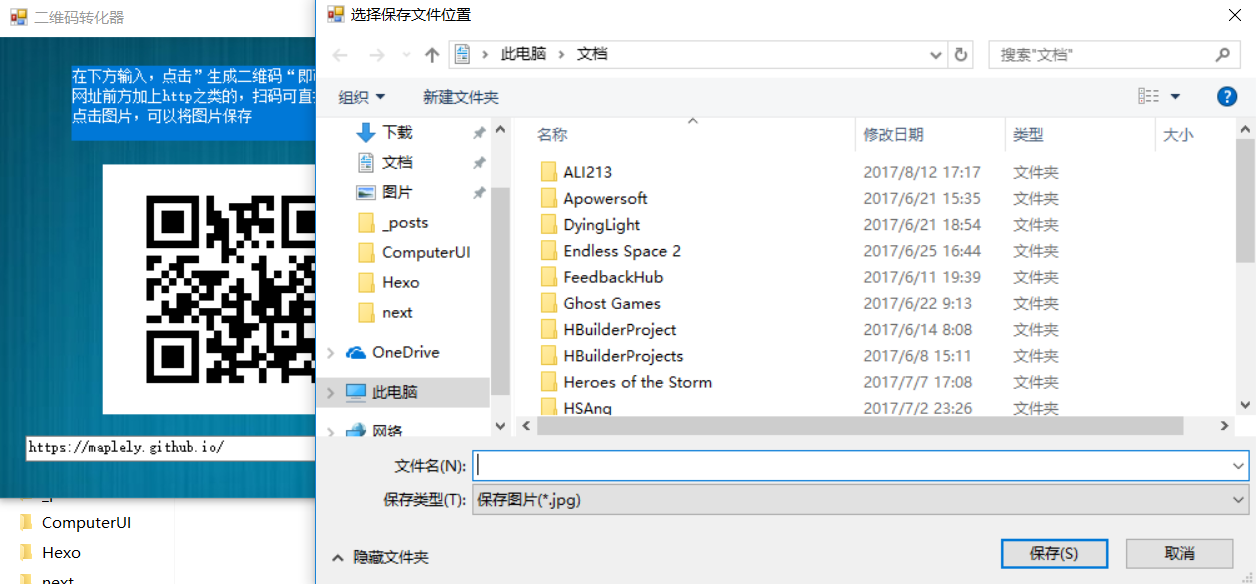 二维码转化器
在下方输入，点击”生成二维码“即
网址前方加上http之类的，扫码可直
点击图片，可以将图片保存
https://maplely.github.io/
ComputerUI
Hexo
next
选择保存文件位置
此电脑 文档
搜索"文档"
组织 新建文件夹
下载
文档
图片
_posts
ComputerUI
Hexo
next
OneDrive
此电脑
网络
名称 修改日期 类型 大小
ALI213 2017/8/12 17:17 文件夹
Apowersoft 2017/6/21 15:35 文件夹
DyingLight 2017/6/21 18:54 文件夹
Endless Space 2 2017/6/25 16:44 文件夹
FeedbackHub 2017/6/11 19:39 文件夹
Ghost Games 2017/6/22 9:13 文件夹
HBuilderProject 2017/6/14 8:08 文件夹
HBuilderProjects 2017/6/8 15:11 文件夹
Heroes of the Storm 2017/7/7 17:08 文件夹
HSAng 2017/7/2 23:26 文件夹
文件名(N):
保存类型(T): 保存图片(*.jpg)
隐藏文件夹
保存(S) 取消